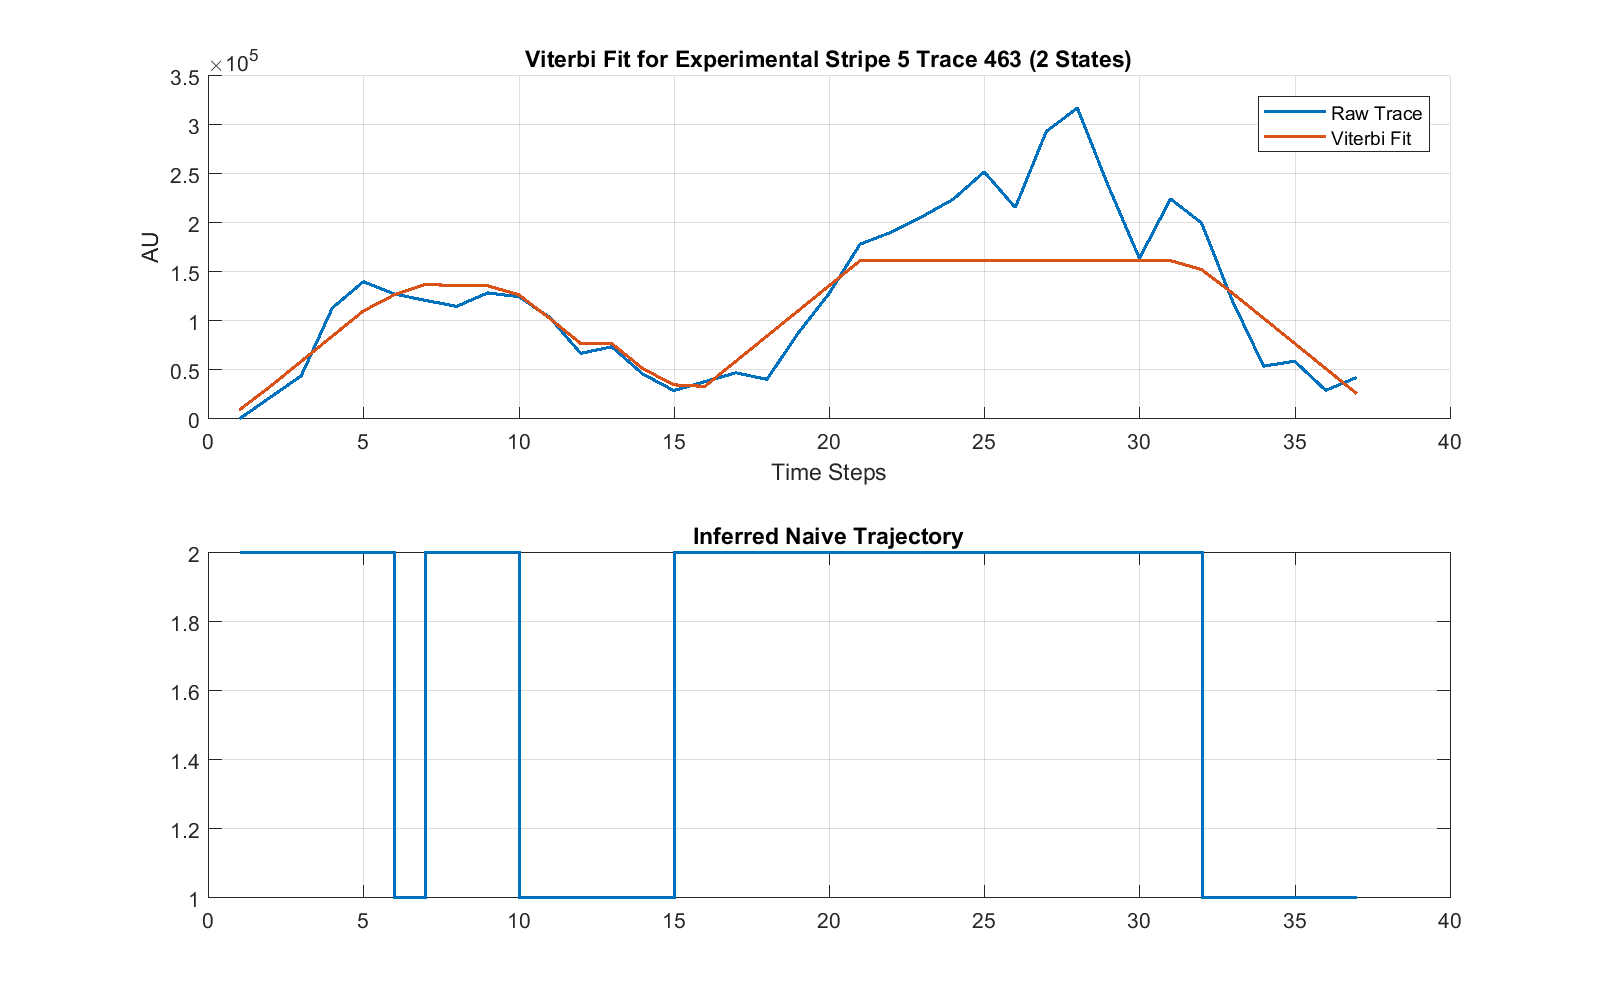 Viterbi Fit for Experimental Stripe 5 Trace 463 (2 States)
×10⁵
3.5
3
2.5
2
1.5
1
0.5
0
AU
Raw Trace
Viterbi Fit
0 5 10 15 20 25 30 35 40
Time Steps
Inferred Naive Trajectory
2
1.8
1.6
1.4
1.2
1
0 5 10 15 20 25 30 35 40